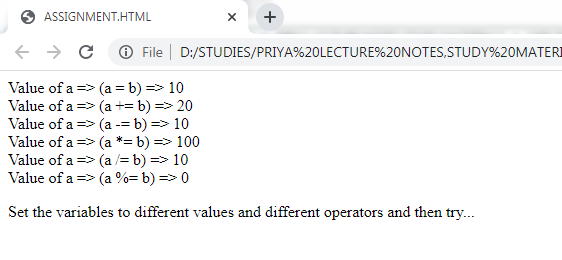 ASSIGNMENT.HTML
File | D:/STUDIES/PRIYA%20LECTURE%20NOTES,STUDY%20MATERI
Value of a => (a = b) => 10
Value of a => (a += b) => 20
Value of a => (a -= b) => 10
Value of a => (a *= b) => 100
Value of a => (a /= b) => 10
Value of a => (a %= b) => 0
Set the variables to different values and different operators and then try...